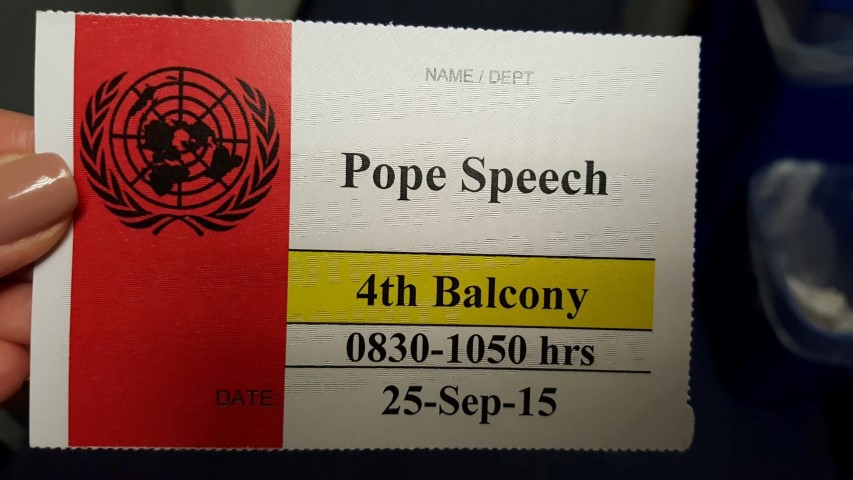 NAME / DEPT
Pope Speech
4th Balcony
0830-1050 hrs
DATE: 25-Sep-15